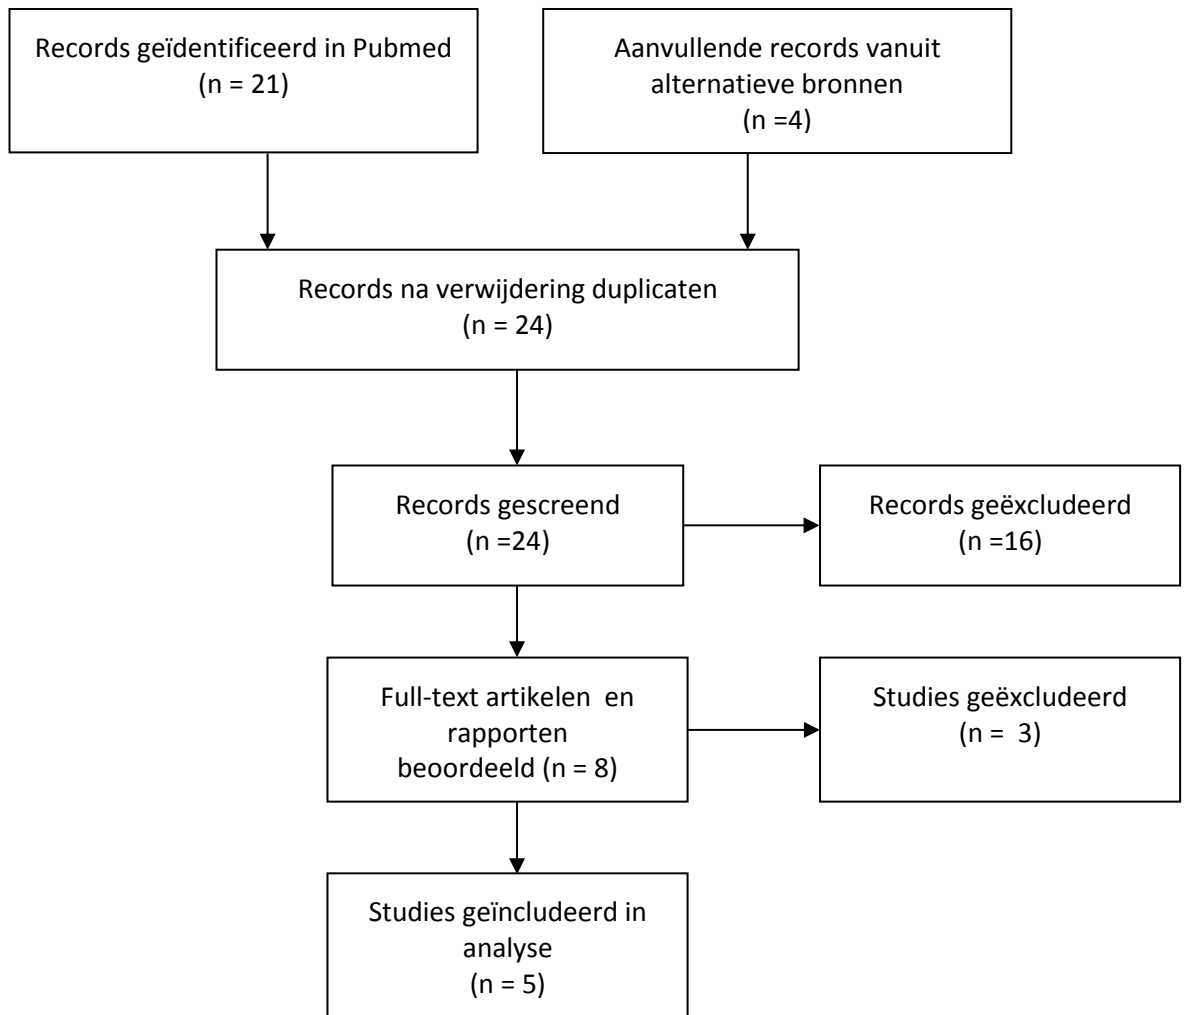 Records geïdentificeerd in Pubmed
(n = 21)
Aanvullende records vanuit
alternatieve bronnen
(n =4)
Records na verwijdering duplicaten
(n = 24)
Records gescreend
(n =24)
Records geëxcludeerd
(n =16)
Full-text artikelen  en
rapporten
beoordeeld (n = 8)
Studies geëxcludeerd
(n =  3)
Studies geïncludeerd in
analyse
(n = 5)